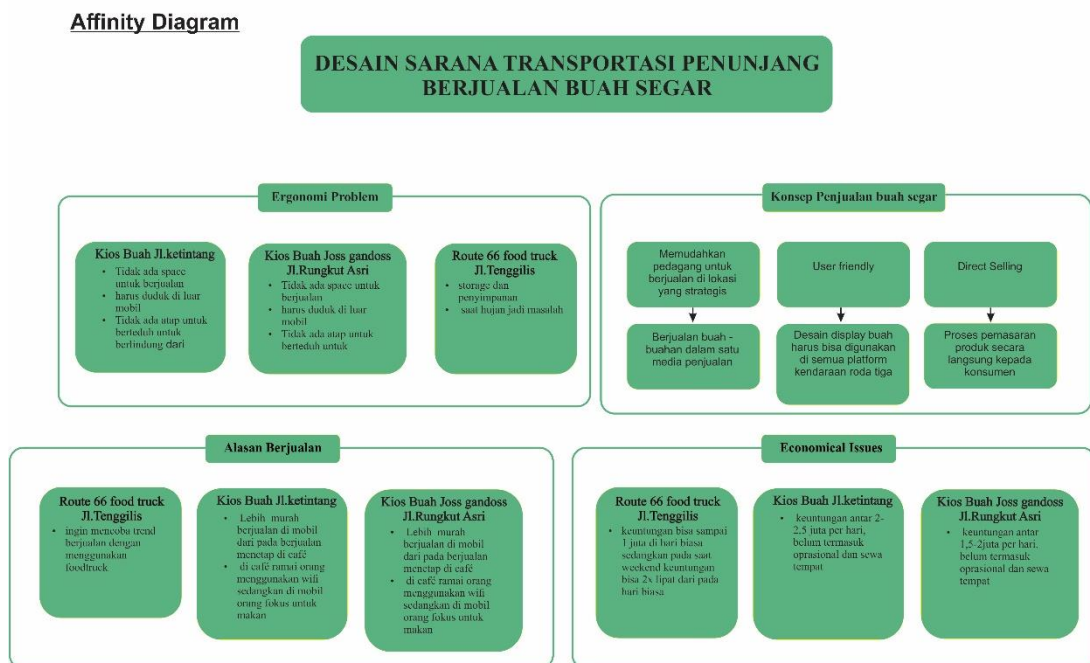 Affinity Diagram
DESAIN SARANA TRANSPORTASI PENUNJANG
BERJUALAN BUAH SEGAR
Ergonomi Problem
Kios Buah Jl.ketintang
• Tidak ada space
untuk berjualan
• harus duduk di luar
mobil
• Tidak ada atap untuk
berteduh untuk
berlindung dari
Kios Buah Joss gandoss
Jl.Rungkut Asri
• Tidak ada space untuk
berjualan
• harus duduk di luar
mobil
• Tidak ada atap untuk
berteduh untuk
Route 66 food truck
Jl.Tenggilis
• storage dan
penyimpanan
• saat hujan jadi masalah
Konsep Penjualan buah segar
Memudahkan
pedagang untuk
berjualan di lokasi
yang strategis
User friendly
Direct Selling
Berjualan buah -
buahan dalam satu
media penjualan
Desain display buah
harus bisa digunakan
di semua platform
kendaraan roda tiga
Proses pemasaran
produk secara
langsung kepada
konsumen
Alasan Berjualan
Route 66 food truck
Jl.Tenggilis
• ingin mencoba trend
berjualan dengan
menggunakan
foodtruck
Kios Buah Jl.ketintang
• Lebih murah
berjualan di mobil
dari pada berjualan
menetap di café
• di café ramai orang
menggunakan wifi
sedangkan di mobil
orang fokus untuk
makan
Kios Buah Joss gandoss
Jl.Rungkut Asri
• Lebih murah
berjualan di mobil
dari pada berjualan
menetap di café
• di café ramai orang
menggunakan wifi
sedangkan di mobil
orang fokus untuk
makan
Economical Issues
Route 66 food truck
Jl.Tenggilis
• keuntungan bisa sampai
1 juta di hari biasa
sedangkan pada saat
weekend keuntungan
bisa 2x lipat dari pada
hari biasa
Kios Buah Jl.ketintang
• keuntungan antar 2-
2,5 juta per hari,
belum termasuk
oprasional dan sewa
tempat
Kios Buah Joss gandoss
Jl.Rungkut Asri
• keuntungan antar
1,5-2juta per hari,
belum termasuk
oprasional dan sewa
tempat